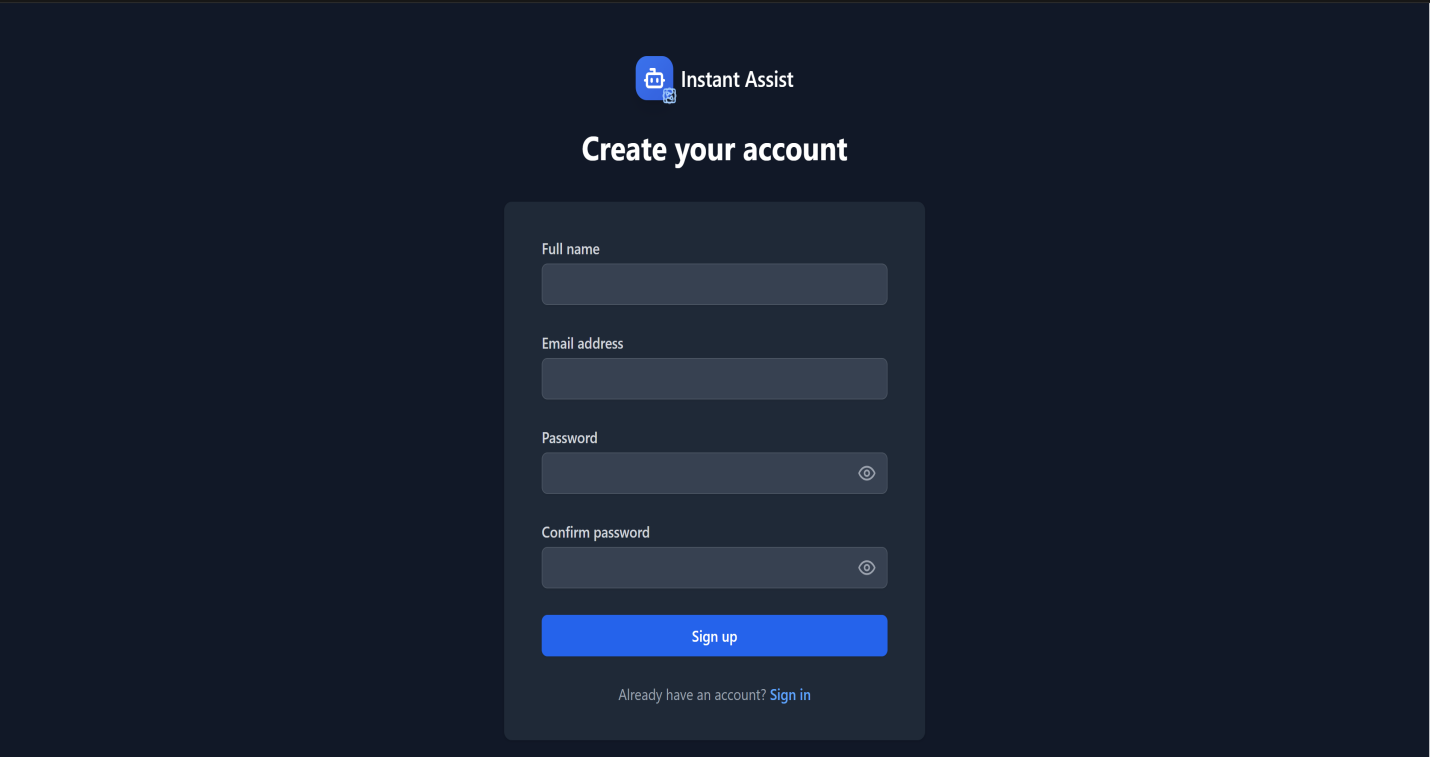 Instant Assist
Create your account
Full name
Email address
Password
Confirm password
Sign up
Already have an account? Sign in